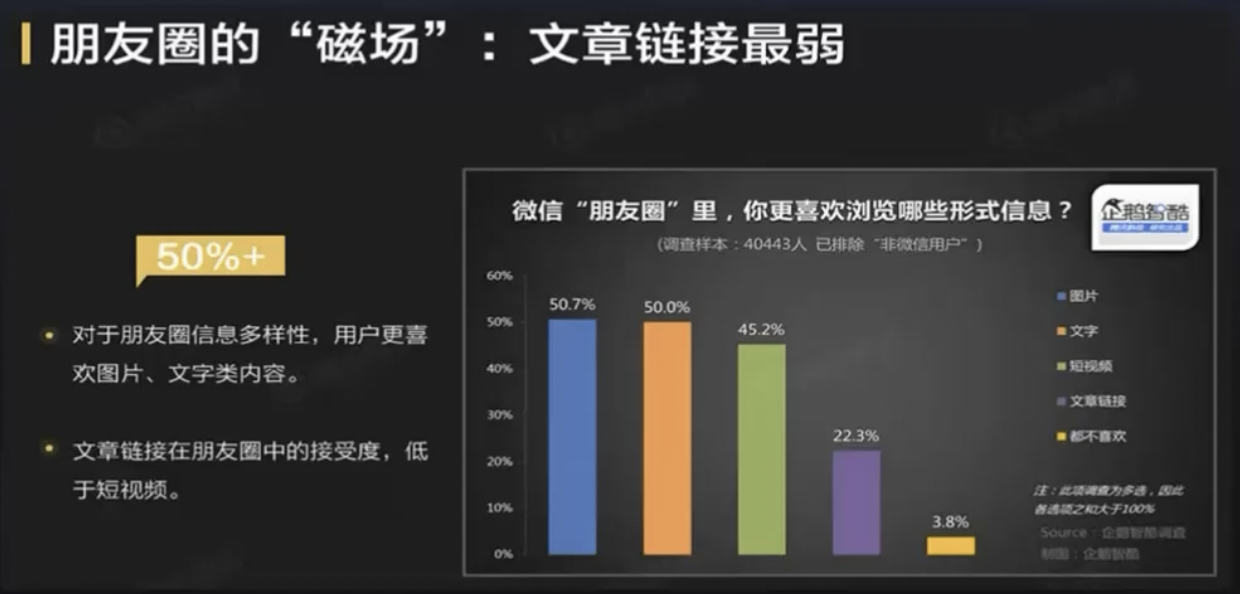 朋友圈的“磁场”：文章链接最弱
50%+
对于朋友圈信息多样性，用户更喜
欢图片、文字类内容。
文章链接在朋友圈中的接受度，低
于短视频。
微信“朋友圈”里，你更喜欢浏览哪些形式信息？
企鹅智酷
(调查样本：40443人 已排除“非微信用户”)
60%
50%
40%
30%
20%
10%
0%
50.7%
50.0%
45.2%
22.3%
3.8%
图片
文字
短视频
文章链接
都不喜欢
注：此项调查为多选，因此
各选项之和大于100%
Source：企鹅智酷调查
制图：企鹅智酷